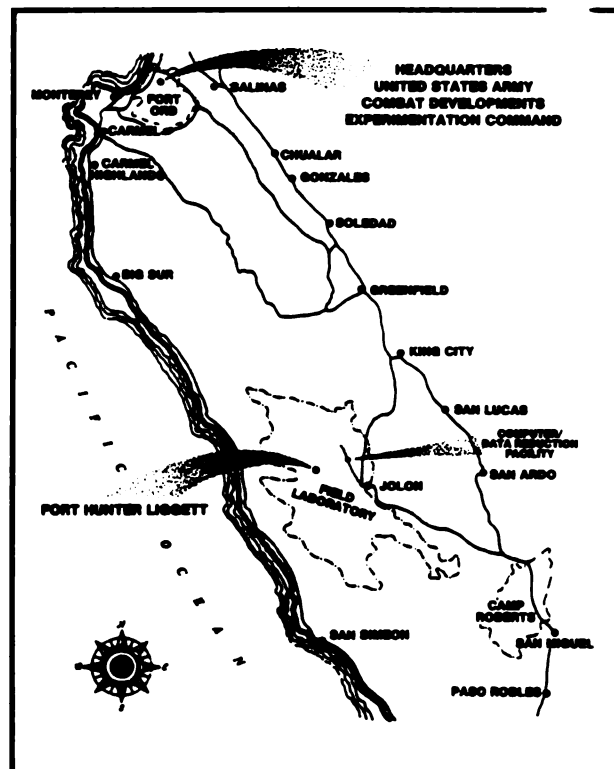 HEADQUARTERS
UNITED STATES ARMY
COMBAT DEVELOPMENTS
EXPERIMENTATION COMMAND
MONTEREY
FORT
ORD
SALINAS
CARMEL
CHUALAR
CARMEL
HIGHLANDS
GONZALES
SOLEDAD
BIG SUR
GREENFIELD
KING CITY
SAN LUCAS
COMPUTER/
DATA REDUCTION
FACILITY
SAN ARDO
JOLON
FIELD
LABORATORY
FORT HUNTER LIGGETT
PACIFIC
OCEAN
CAMP
ROBERTS
SAN MIGUEL
SAN SIMEON
PASO ROBLES
N
E
S